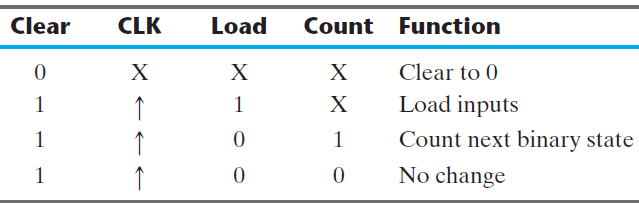 Clear CLK Load Count Function
0 X X X Clear to 0
1 ↑ 1 X Load inputs
1 ↑ 0 1 Count next binary state
1 ↑ 0 0 No change